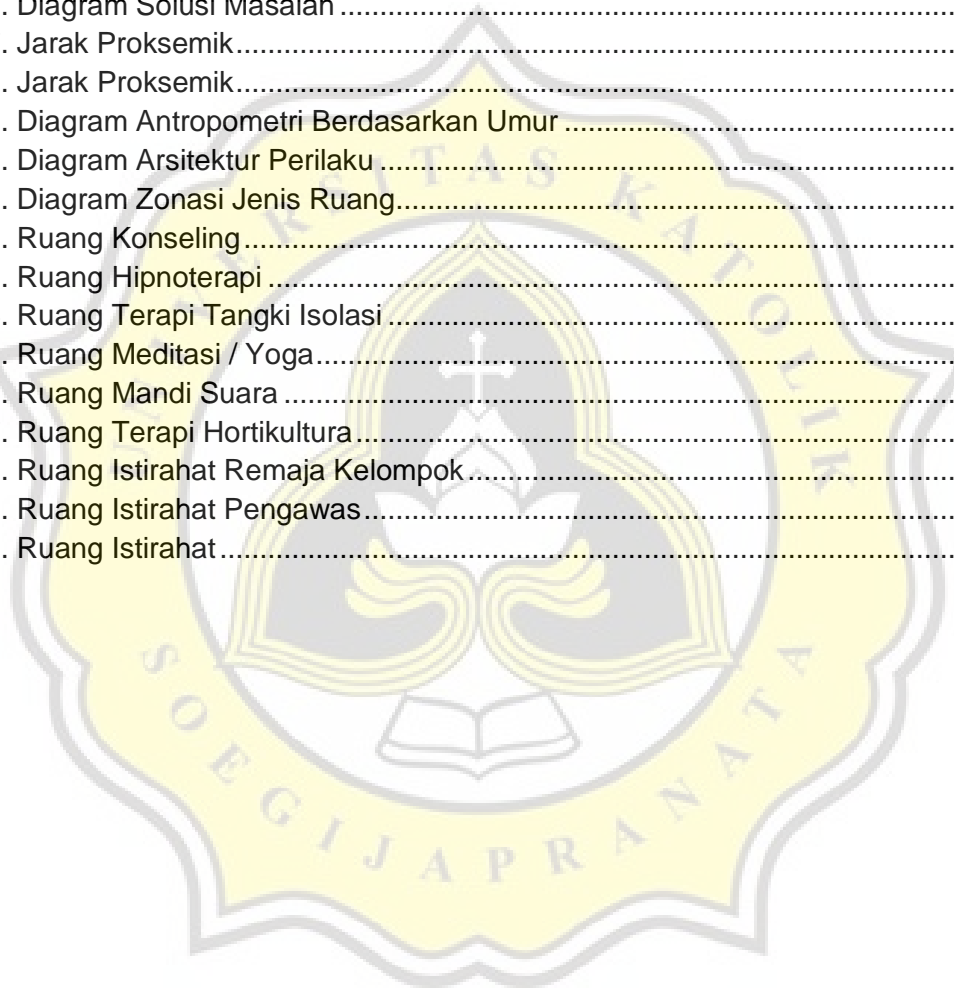 . Diagram Solusi Masalah ........................................................................................
. Jarak Proksemik........................................................................................
. Jarak Proksemik........................................................................................
. Diagram Antropometri Berdasarkan Umur ................................................
. Diagram Arsitektur Perilaku........................................................................
. Diagram Zonasi Jenis Ruang......................................................................
. Ruang Konseling ........................................................................................
. Ruang Hipnoterapi .....................................................................................
. Ruang Terapi Tangki Isolasi ......................................................................
. Ruang Meditasi / Yoga................................................................................
. Ruang Mandi Suara ...................................................................................
. Ruang Terapi Hortikultura ..........................................................................
. Ruang Istirahat Remaja Kelompok............................................................
. Ruang Istirahat Pengawas.........................................................................
. Ruang Istirahat ...........................................................................................
UNIVERSITAS KATOLIK
SOEGIJAPRANATA